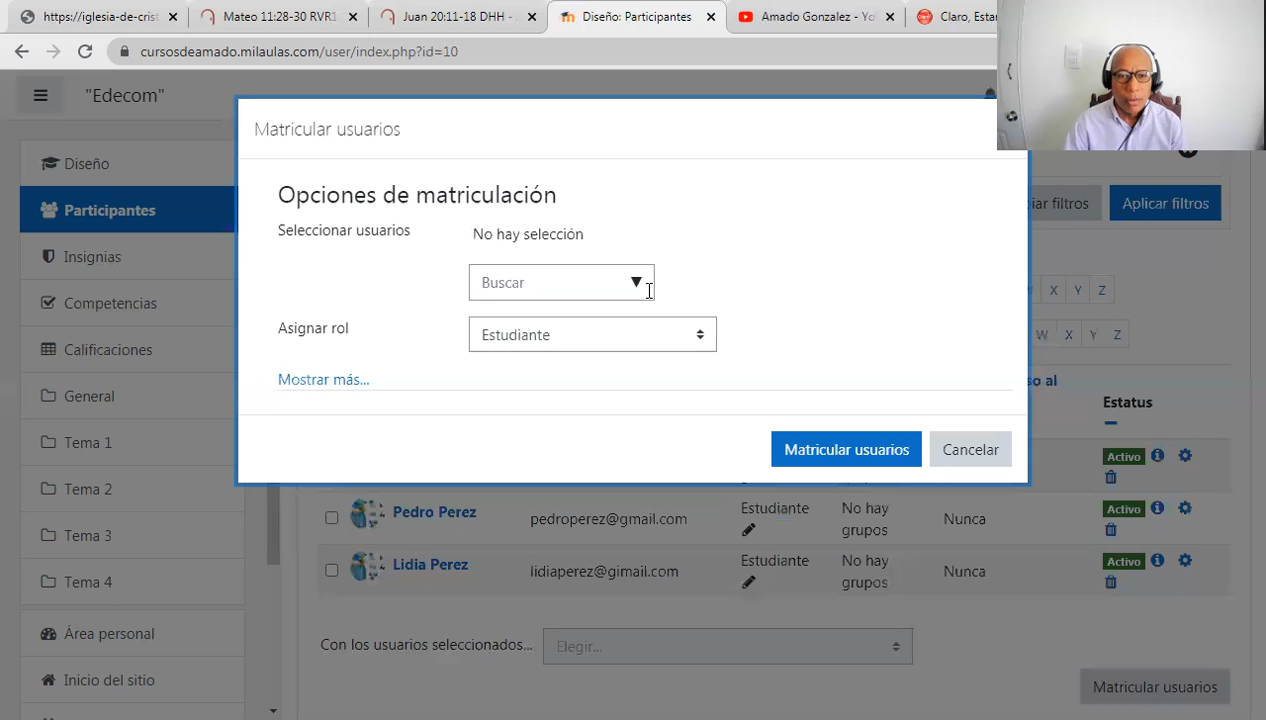 https://iglesia-de-crist
Mateo 11:28-30 RVR1
Juan 20:11-18 DHH -
Diseño: Participantes
Amado Gonzalez - Yo
Claro, Estar
cursosdeamado.milaulas.com/user/index.php?id=10
"Edecom"
Diseño
Participantes
Insignias
Competencias
Calificaciones
General
Tema 1
Tema 2
Tema 3
Tema 4
Área personal
Inicio del sitio
Matricular usuarios
Opciones de matriculación
Seleccionar usuarios
No hay selección
Buscar
Asignar rol
Estudiante
Mostrar más...
Matricular usuarios
Cancelar
iar filtros
Aplicar filtros
X Y Z
W X Y Z
so al
Estatus
Activo
Pedro Perez
pedroperez@gmail.com
Estudiante
No hay grupos
Nunca
Activo
Lidia Perez
lidiaperez@gimail.com
Estudiante
No hay grupos
Nunca
Activo
Con los usuarios seleccionados...
Elegir...
Matricular usuarios